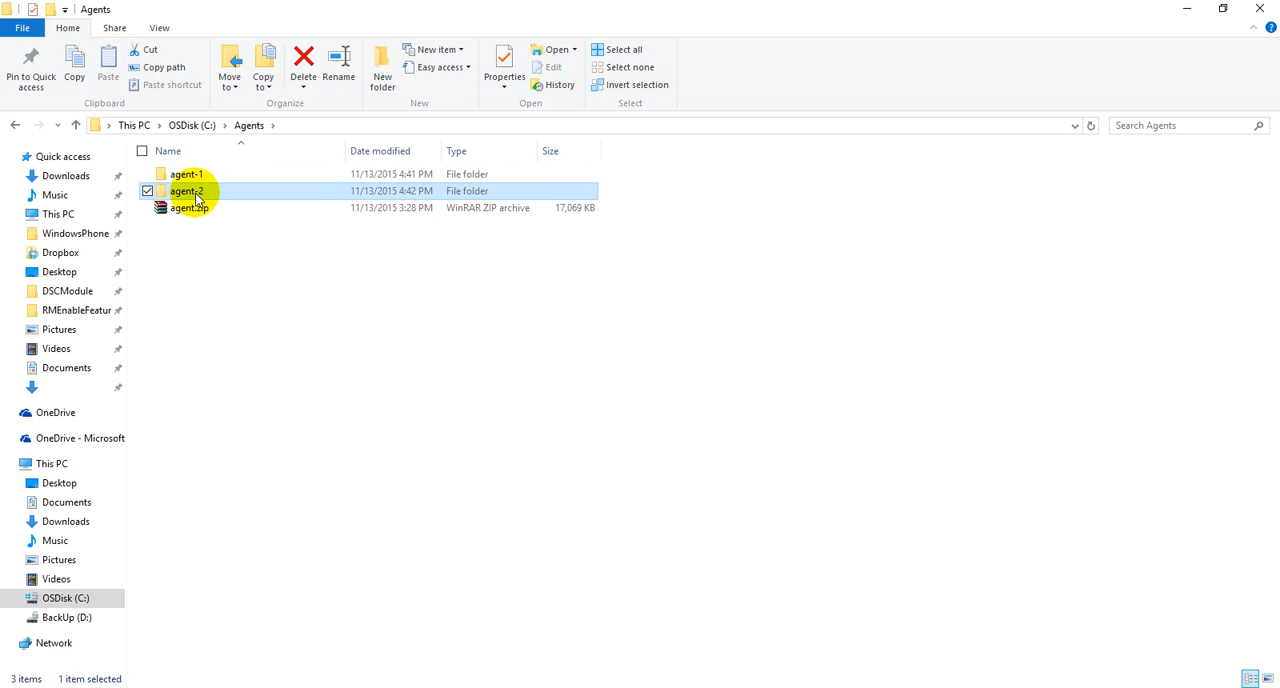 Agents
File Home Share View
Pin to Quick access
Copy
Paste
Cut
Copy path
Paste shortcut
Clipboard
Move to
Copy to
Delete
Rename
Organize
New folder
New item
Easy access
New
Properties
Open
Edit
History
Open
Select all
Select none
Invert selection
Select
This PC > OSDisk (C:) > Agents >
Search Agents
Name Date modified Type Size
agent-1 11/13/2015 4:41 PM File folder
agent-2 11/13/2015 4:42 PM File folder
agent.zip 11/13/2015 3:28 PM WinRAR ZIP archive 17,069 KB
Quick access
Downloads
Music
This PC
WindowsPhone
Dropbox
Desktop
DSCModule
RMEnableFeatur
Pictures
Videos
Documents
OneDrive
OneDrive - Microsoft
This PC
Desktop
Documents
Downloads
Music
Pictures
Videos
OSDisk (C:)
BackUp (D:)
Network
3 items 1 item selected